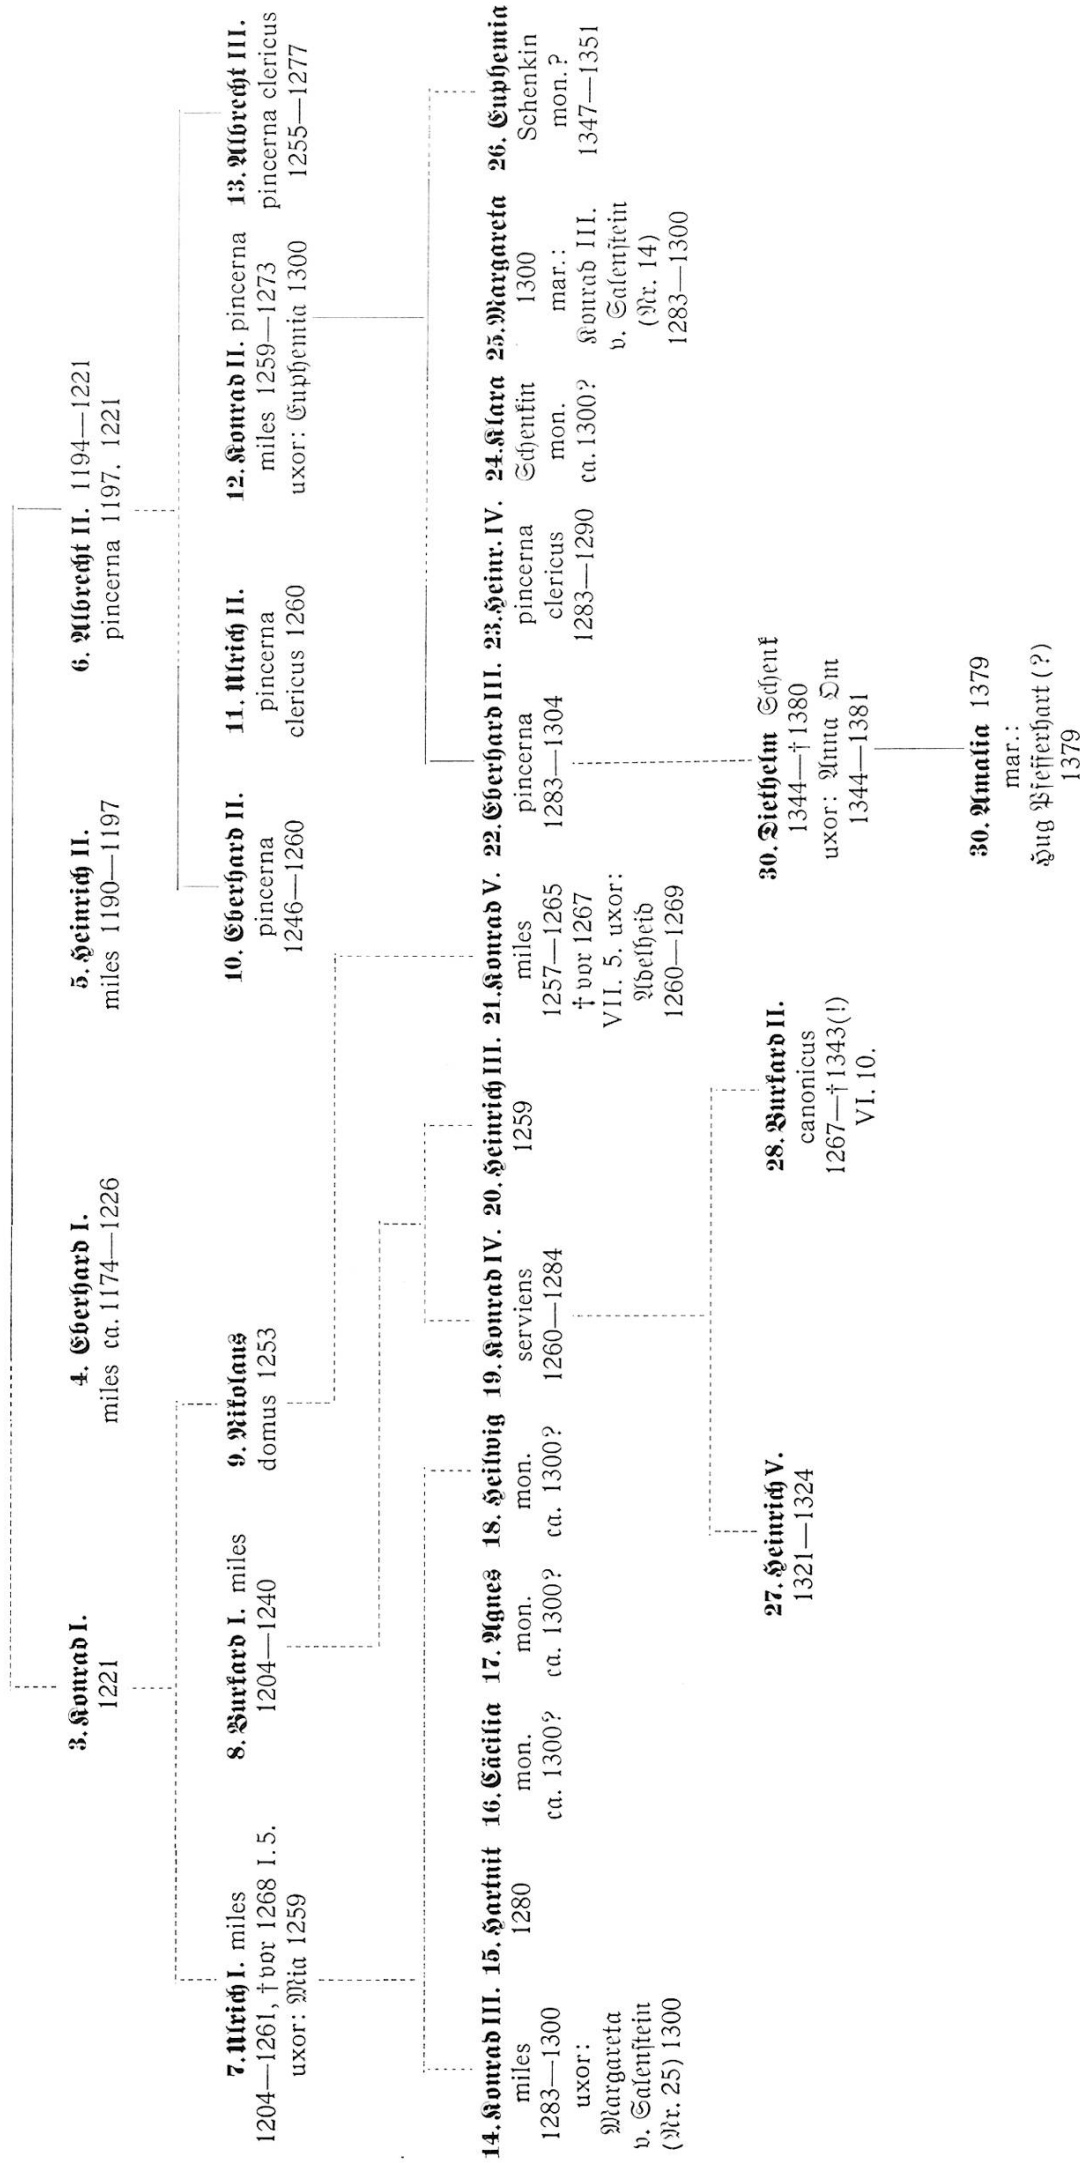 3. Konrad I.
1221
4. Eberhard I.
miles ca. 1174—1226
5. Heinrich II.
miles 1190—1197
6. Albrecht II. 1194—1221
pincerna 1197. 1221
7. Ulrich I. miles
1204—1261, † vor 1268 I. 5.
uxor: Mia 1259
8. Burkard I. miles
1204—1240
9. Nikolaus
domus 1253
10. Eberhard II.
pincerna
1246—1260
11. Ulrich II.
pincerna
clericus 1260
12. Konrad II. pincerna
miles 1259—1273
uxor: Euphemia 1300
13. Albrecht III.
pincerna clericus
1255—1277
14. Konrad III.
miles
1283—1300
uxor:
Margareta
v. Salenstein
(Nr. 25) 1300
15. Hartnit
1280
16. Cäcilia
mon.
ca. 1300?
17. Agnes
mon.
ca. 1300?
18. Heilwig
mon.
ca. 1300?
19. Konrad IV.
serviens
1260—1284
20. Heinrich III.
1259
21. Konrad V.
miles
1257—1265
† vor 1267
VII. 5. uxor:
Adelheid
1260—1269
22. Eberhard III.
pincerna
1283—1304
23. Heinr. IV.
pincerna
clericus
1283—1290
24. Klara
Schenkin
mon.
ca. 1300?
25. Margareta
1300
mar.:
Konrad III.
v. Salenstein
(Nr. 14)
1283—1300
26. Euphemia
Schenkin
mon.?
1347—1351
27. Heinrich V.
1321—1324
28. Burkard II.
canonicus
1267—†1343(!)
VI. 10.
30. Diethelm Schenk
1344—†1380
uxor: Anna Om
1344—1381
30. Amalia 1379
mar.:
Hug Pfefferhart (?)
1379